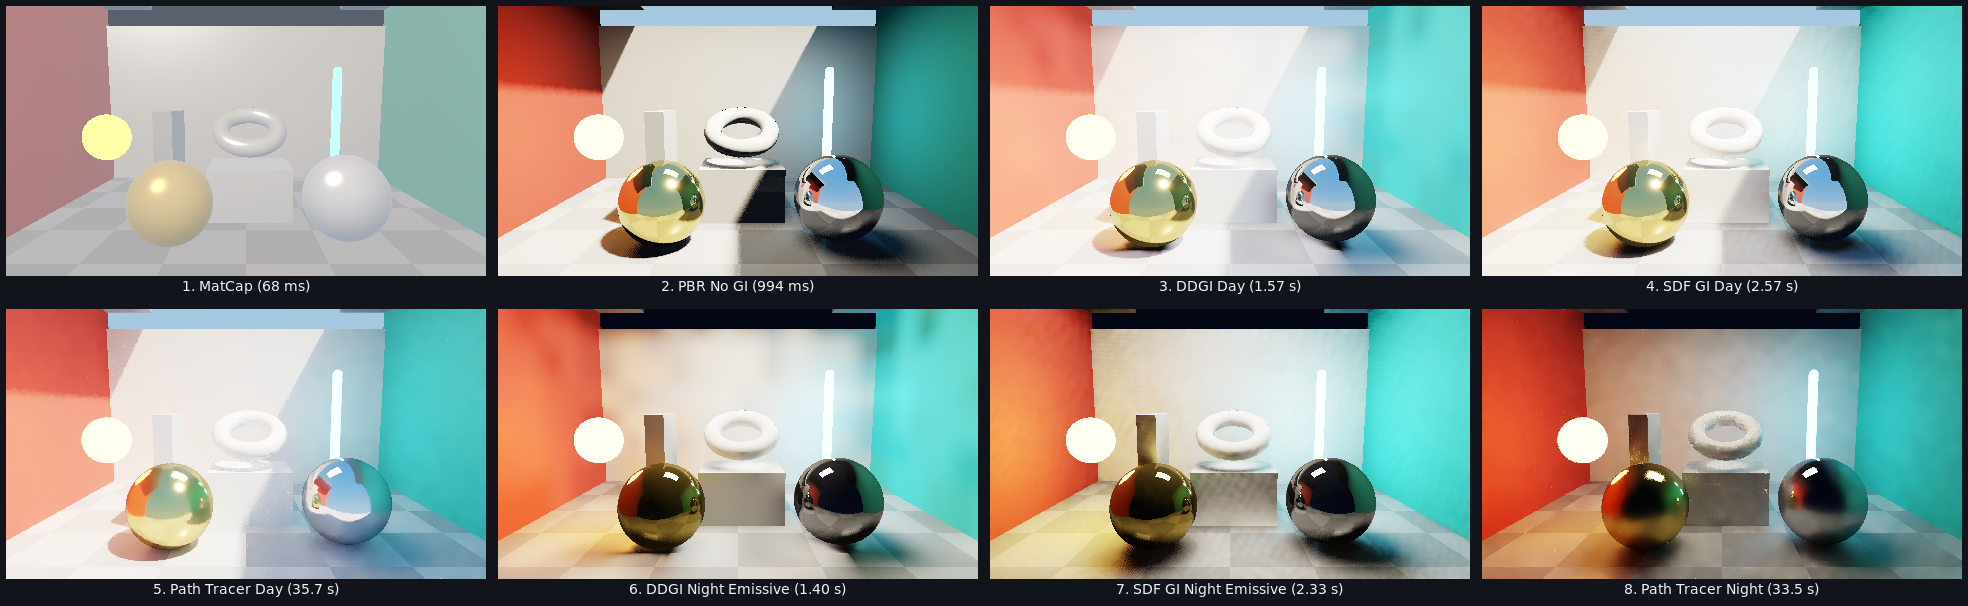 1. MatCap (68 ms)
2. PBR No GI (994 ms)
3. DDGI Day (1.57 s)
4. SDF GI Day (2.57 s)
5. Path Tracer Day (35.7 s)
6. DDGI Night Emissive (1.40 s)
7. SDF GI Night Emissive (2.33 s)
8. Path Tracer Night (33.5 s)